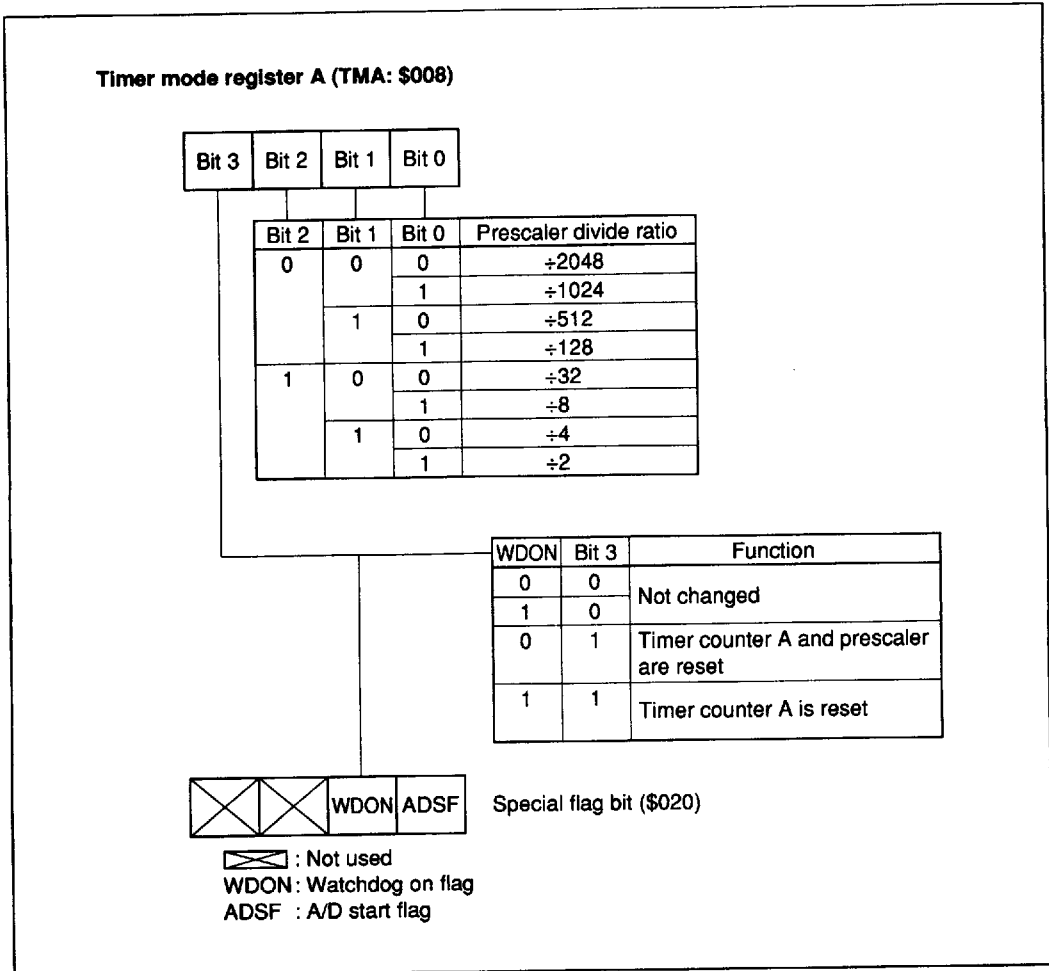 Timer mode register A (TMA: $008)
Bit 3 Bit 2 Bit 1 Bit 0
Bit 2 Bit 1 Bit 0 Prescaler divide ratio
0 0 0 ÷2048
1 ÷1024
1 0 ÷512
1 ÷128
1 0 0 ÷32
1 ÷8
1 0 ÷4
1 ÷2
WDON Bit 3 Function
0 0 Not changed
1 0
0 1 Timer counter A and prescaler
are reset
1 1 Timer counter A is reset
WDON ADSF Special flag bit ($020)
: Not used
WDON : Watchdog on flag
ADSF : A/D start flag